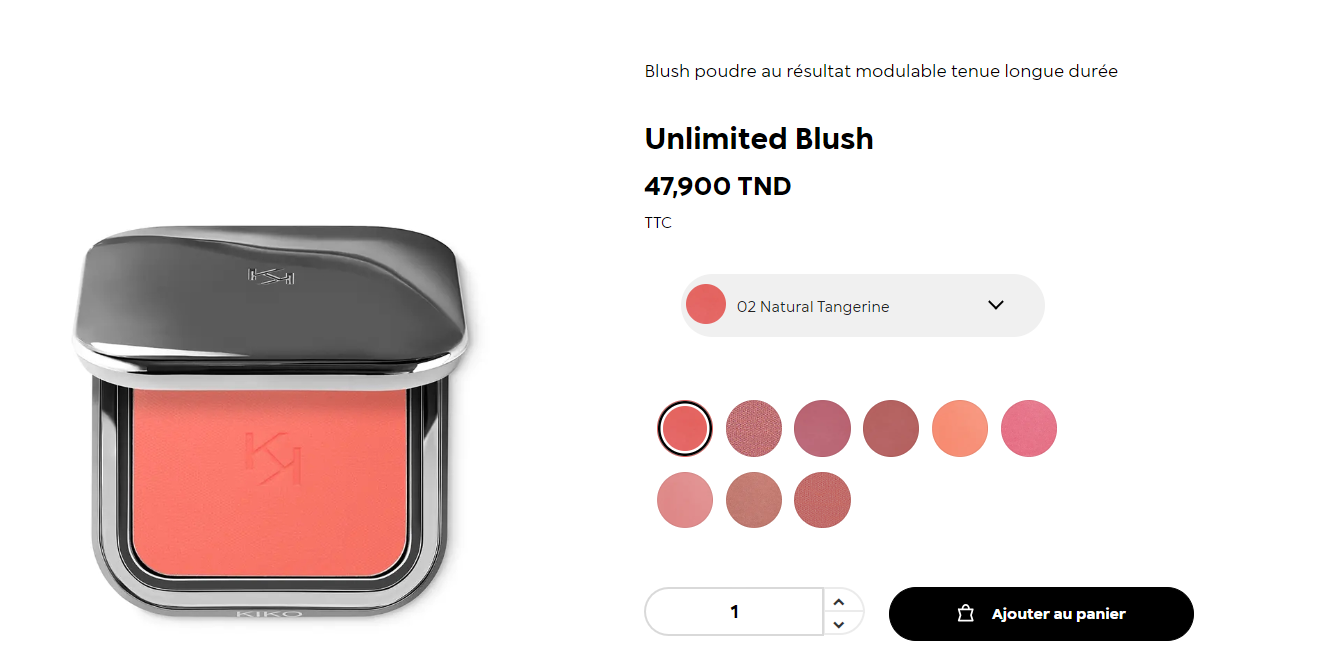 Blush poudre au résultat modulable tenue longue durée
Unlimited Blush
47,900 TND
TTC
02 Natural Tangerine
KIKO
1
Ajouter au panier